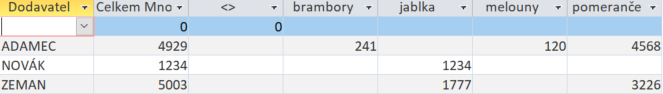 Dodavatel Celkem Mno <> brambory jablka melouny pomeranče
0 0
ADAMEC 4929 241 120 4568
NOVÁK 1234 1234
ZEMAN 5003 1777 3226